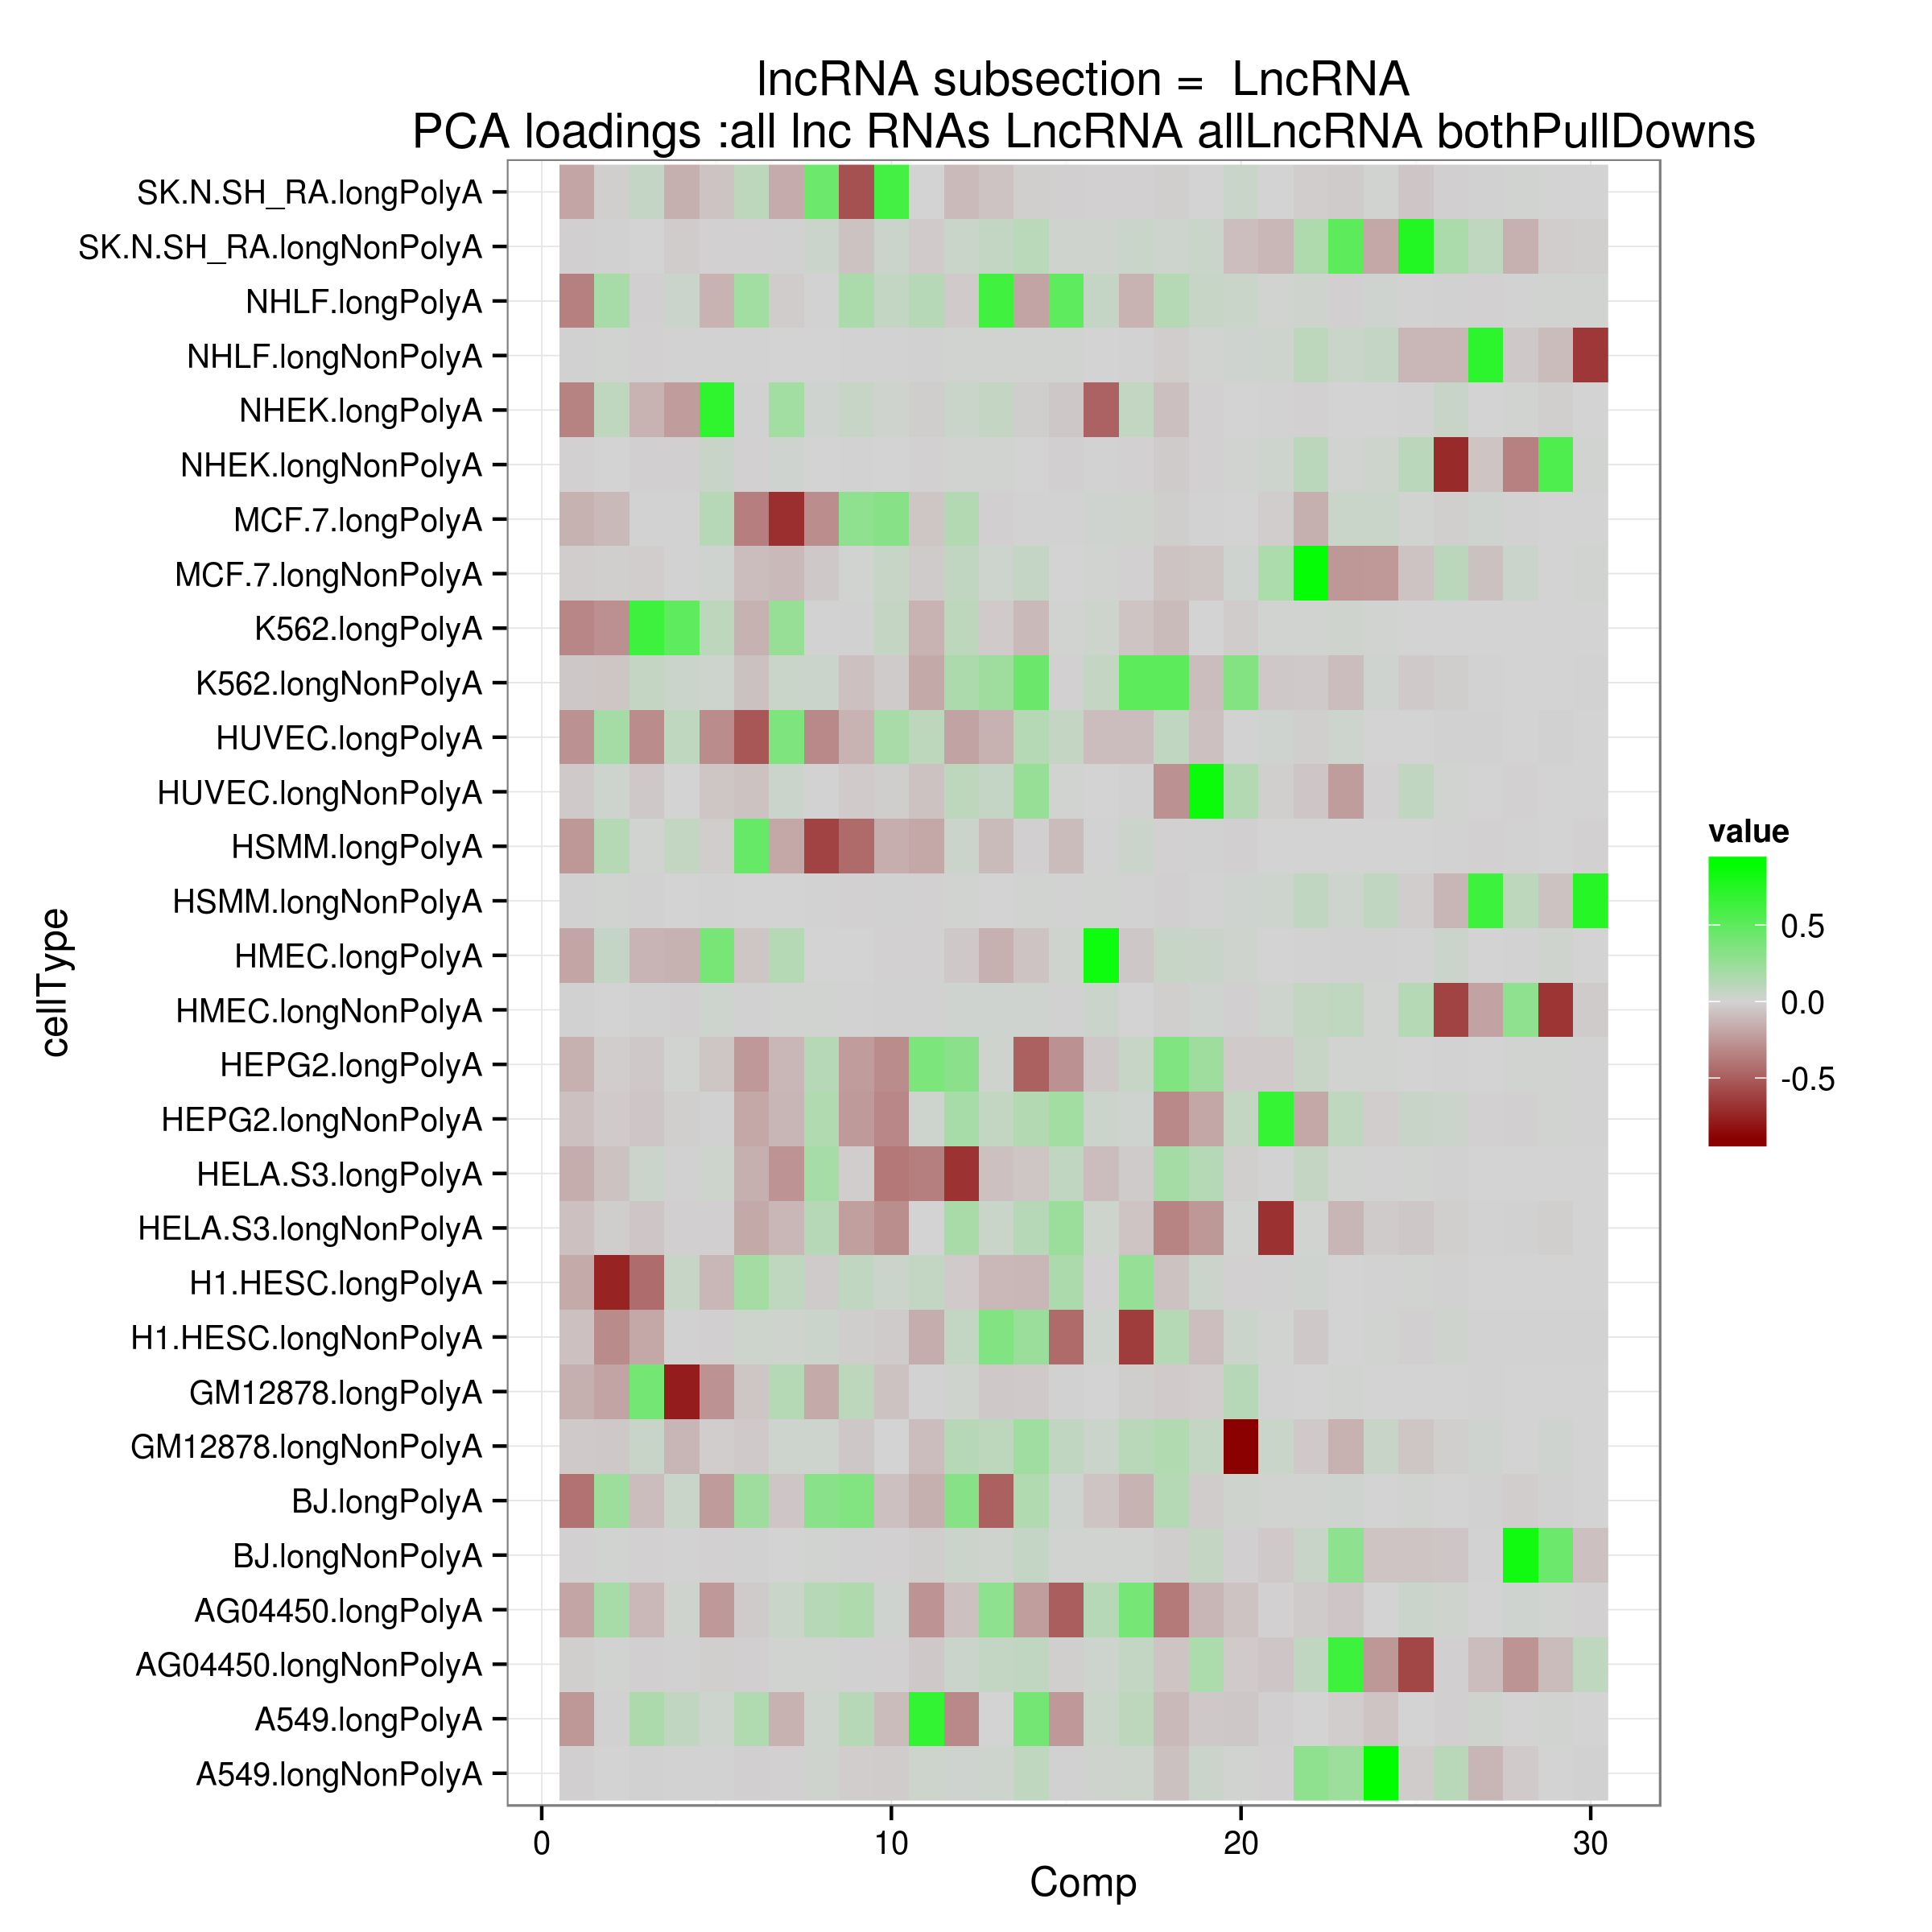 lncRNA subsection =  LncRNA
PCA loadings :all lnc RNAs LncRNA allLncRNA bothPullDowns
SK.N.SH_RA.longPolyA
SK.N.SH_RA.longNonPolyA
NHLF.longPolyA
NHLF.longNonPolyA
NHEK.longPolyA
NHEK.longNonPolyA
MCF.7.longPolyA
MCF.7.longNonPolyA
K562.longPolyA
K562.longNonPolyA
HUVEC.longPolyA
HUVEC.longNonPolyA
HSMM.longPolyA
HSMM.longNonPolyA
HMEC.longPolyA
HMEC.longNonPolyA
HEPG2.longPolyA
HEPG2.longNonPolyA
HELA.S3.longPolyA
HELA.S3.longNonPolyA
H1.HESC.longPolyA
H1.HESC.longNonPolyA
GM12878.longPolyA
GM12878.longNonPolyA
BJ.longPolyA
BJ.longNonPolyA
AG04450.longPolyA
AG04450.longNonPolyA
A549.longPolyA
A549.longNonPolyA
cellType
0 10 20 30
Comp
value
0.5
0.0
-0.5